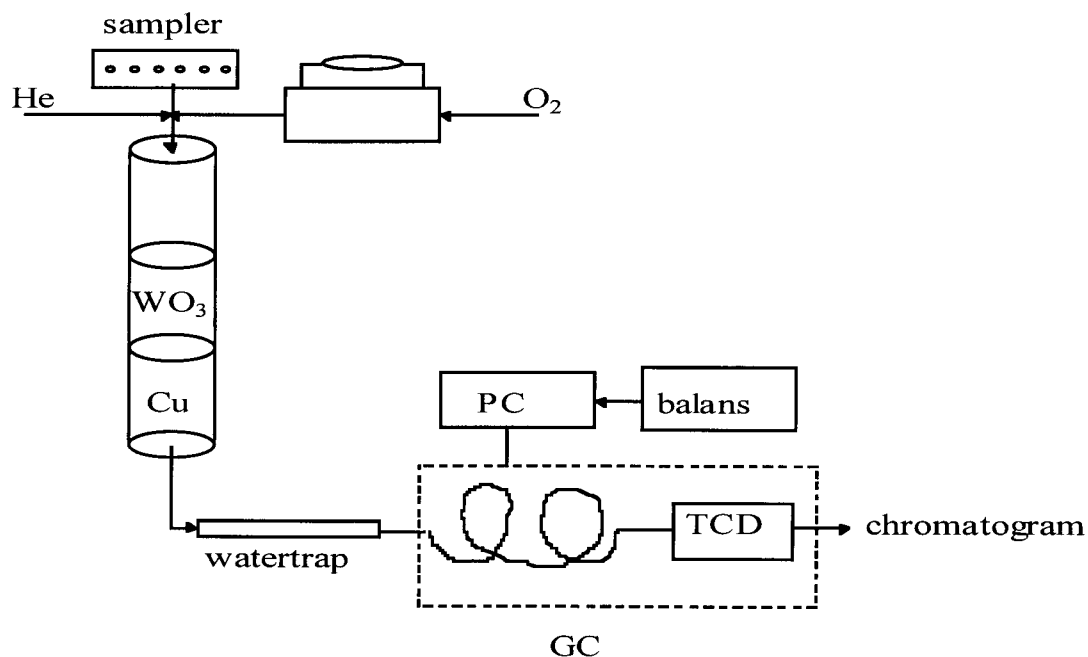 sampler
He
O₂
WO₃
Cu
PC
balans
watertrap
TCD
chromatogram
GC